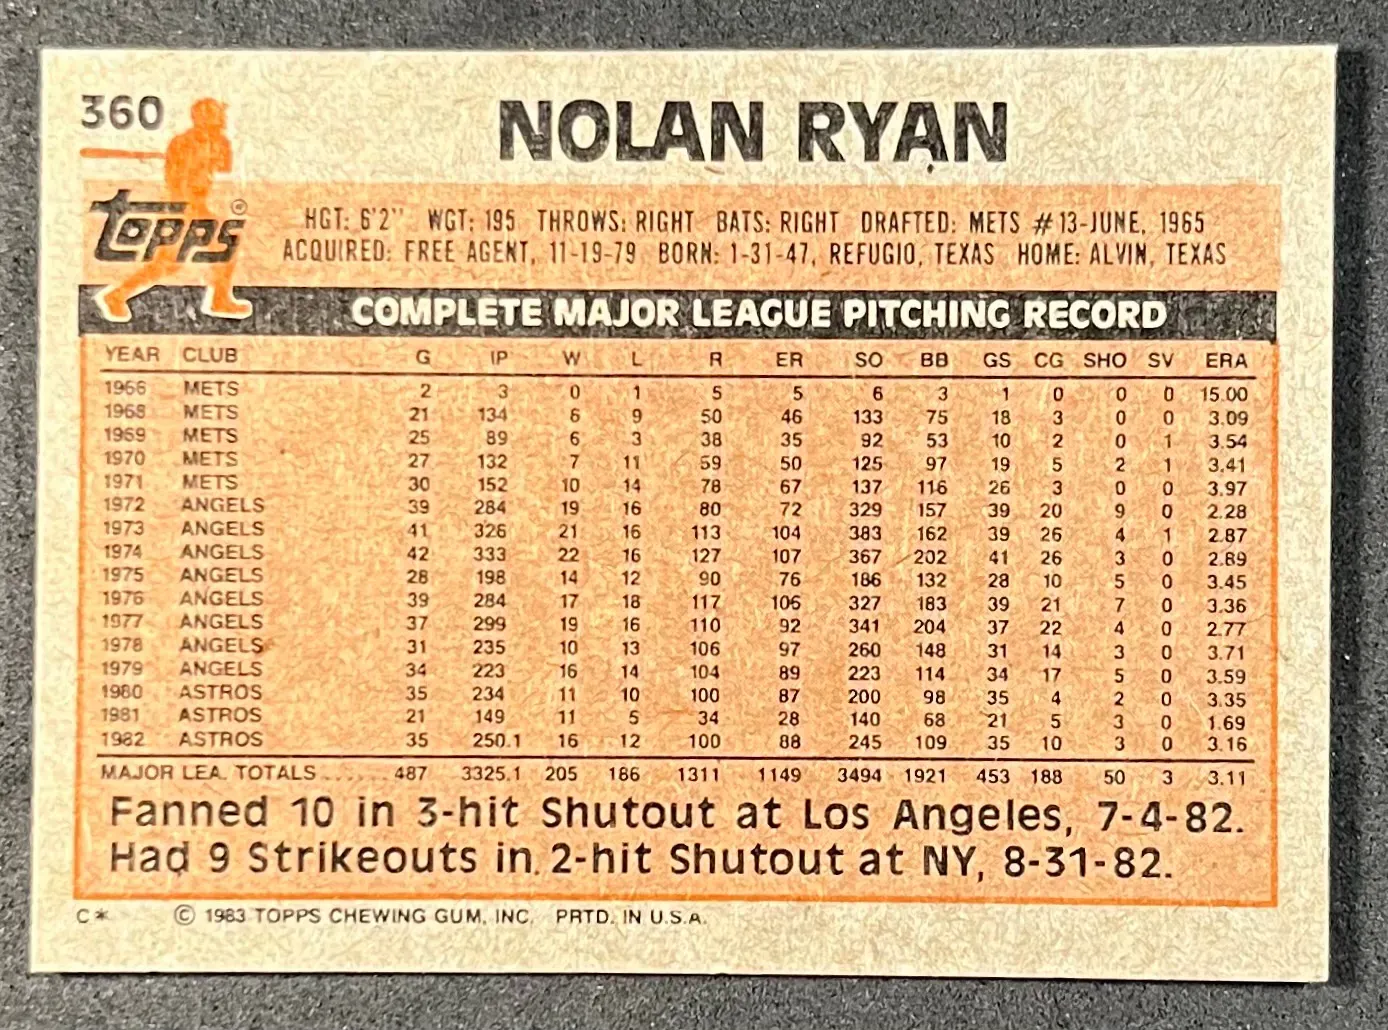 360
NOLAN RYAN
topps®
HGT: 6'2" WGT: 195 THROWS: RIGHT BATS: RIGHT DRAFTED: METS #13-JUNE, 1965
ACQUIRED: FREE AGENT, 11-19-79 BORN: 1-31-47, REFUGIO, TEXAS HOME: ALVIN, TEXAS
COMPLETE MAJOR LEAGUE PITCHING RECORD
YEAR CLUB G IP W L R ER SO BB GS CG SHO SV ERA
1966 METS 2 3 0 1 5 5 6 3 1 0 0 0 15.00
1968 METS 21 134 6 9 50 46 133 75 18 3 0 0 3.09
1969 METS 25 89 6 3 38 35 92 53 10 2 0 1 3.54
1970 METS 27 132 7 11 59 50 125 97 19 5 2 1 3.41
1971 METS 30 152 10 14 78 67 137 116 26 3 0 0 3.97
1972 ANGELS 39 284 19 16 80 72 329 157 39 20 9 0 2.28
1973 ANGELS 41 326 21 16 113 104 383 162 39 26 4 1 2.87
1974 ANGELS 42 333 22 16 127 107 367 202 41 26 3 0 2.89
1975 ANGELS 28 198 14 12 90 76 186 132 28 10 5 0 3.45
1976 ANGELS 39 284 17 18 117 106 327 183 39 21 7 0 3.36
1977 ANGELS 37 299 19 16 110 92 341 204 37 22 4 0 2.77
1978 ANGELS 31 235 10 13 106 97 260 148 31 14 3 0 3.71
1979 ANGELS 34 223 16 14 104 89 223 114 34 17 5 0 3.59
1980 ASTROS 35 234 11 10 100 87 200 98 35 4 2 0 3.35
1981 ASTROS 21 149 11 5 34 28 140 68 21 5 3 0 1.69
1982 ASTROS 35 250.1 16 12 100 88 245 109 35 10 3 0 3.16
MAJOR LEA. TOTALS ...... 487 3325.1 205 186 1311 1149 3494 1921 453 188 50 3 3.11
Fanned 10 in 3-hit Shutout at Los Angeles, 7-4-82.
Had 9 Strikeouts in 2-hit Shutout at NY, 8-31-82.
C* © 1983 TOPPS CHEWING GUM, INC. PRTD. IN U.S.A.